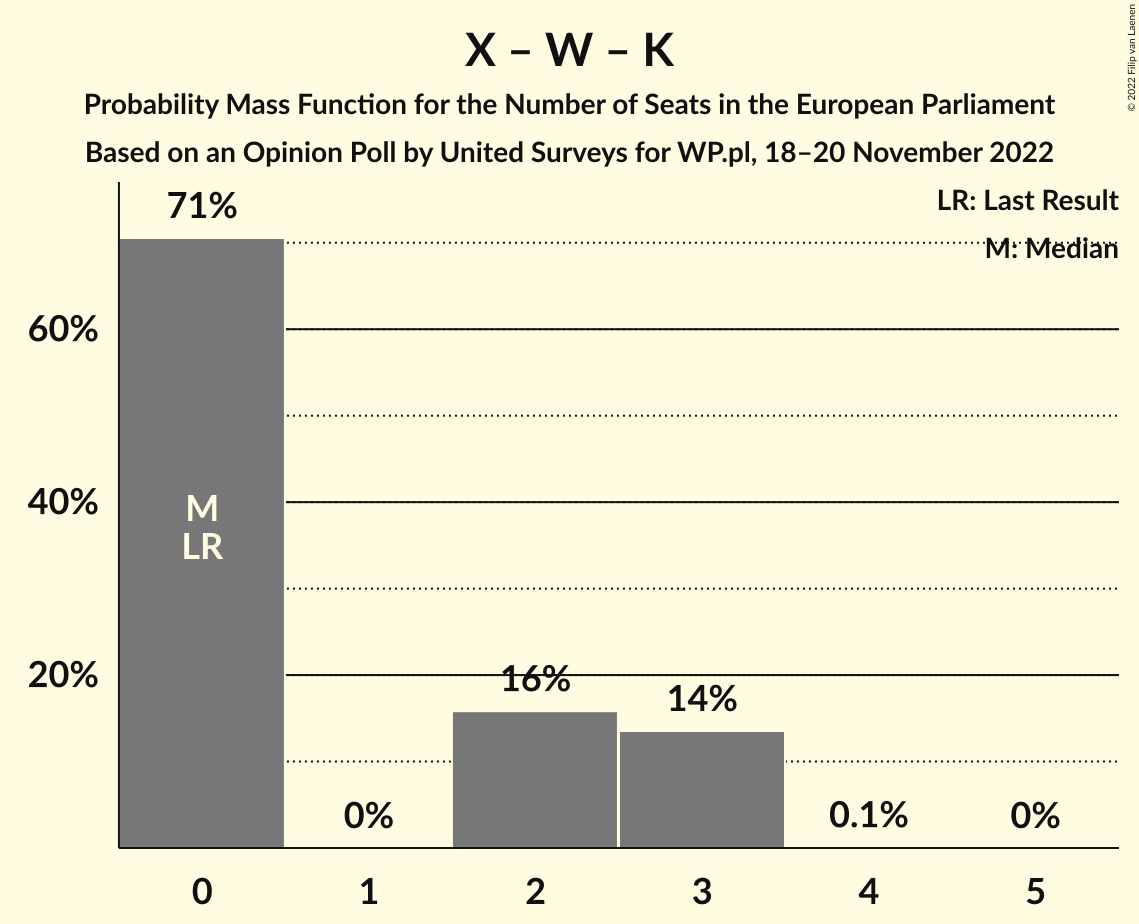 X – W – K
Probability Mass Function for the Number of Seats in the European Parliament
Based on an Opinion Poll by United Surveys for WP.pl, 18–20 November 2022
© 2022 Filip van Laenen
LR: Last Result
M: Median
71%
60%
40%
20%
M
LR
0%
16%
14%
0.1%
0%
0
1
2
3
4
5